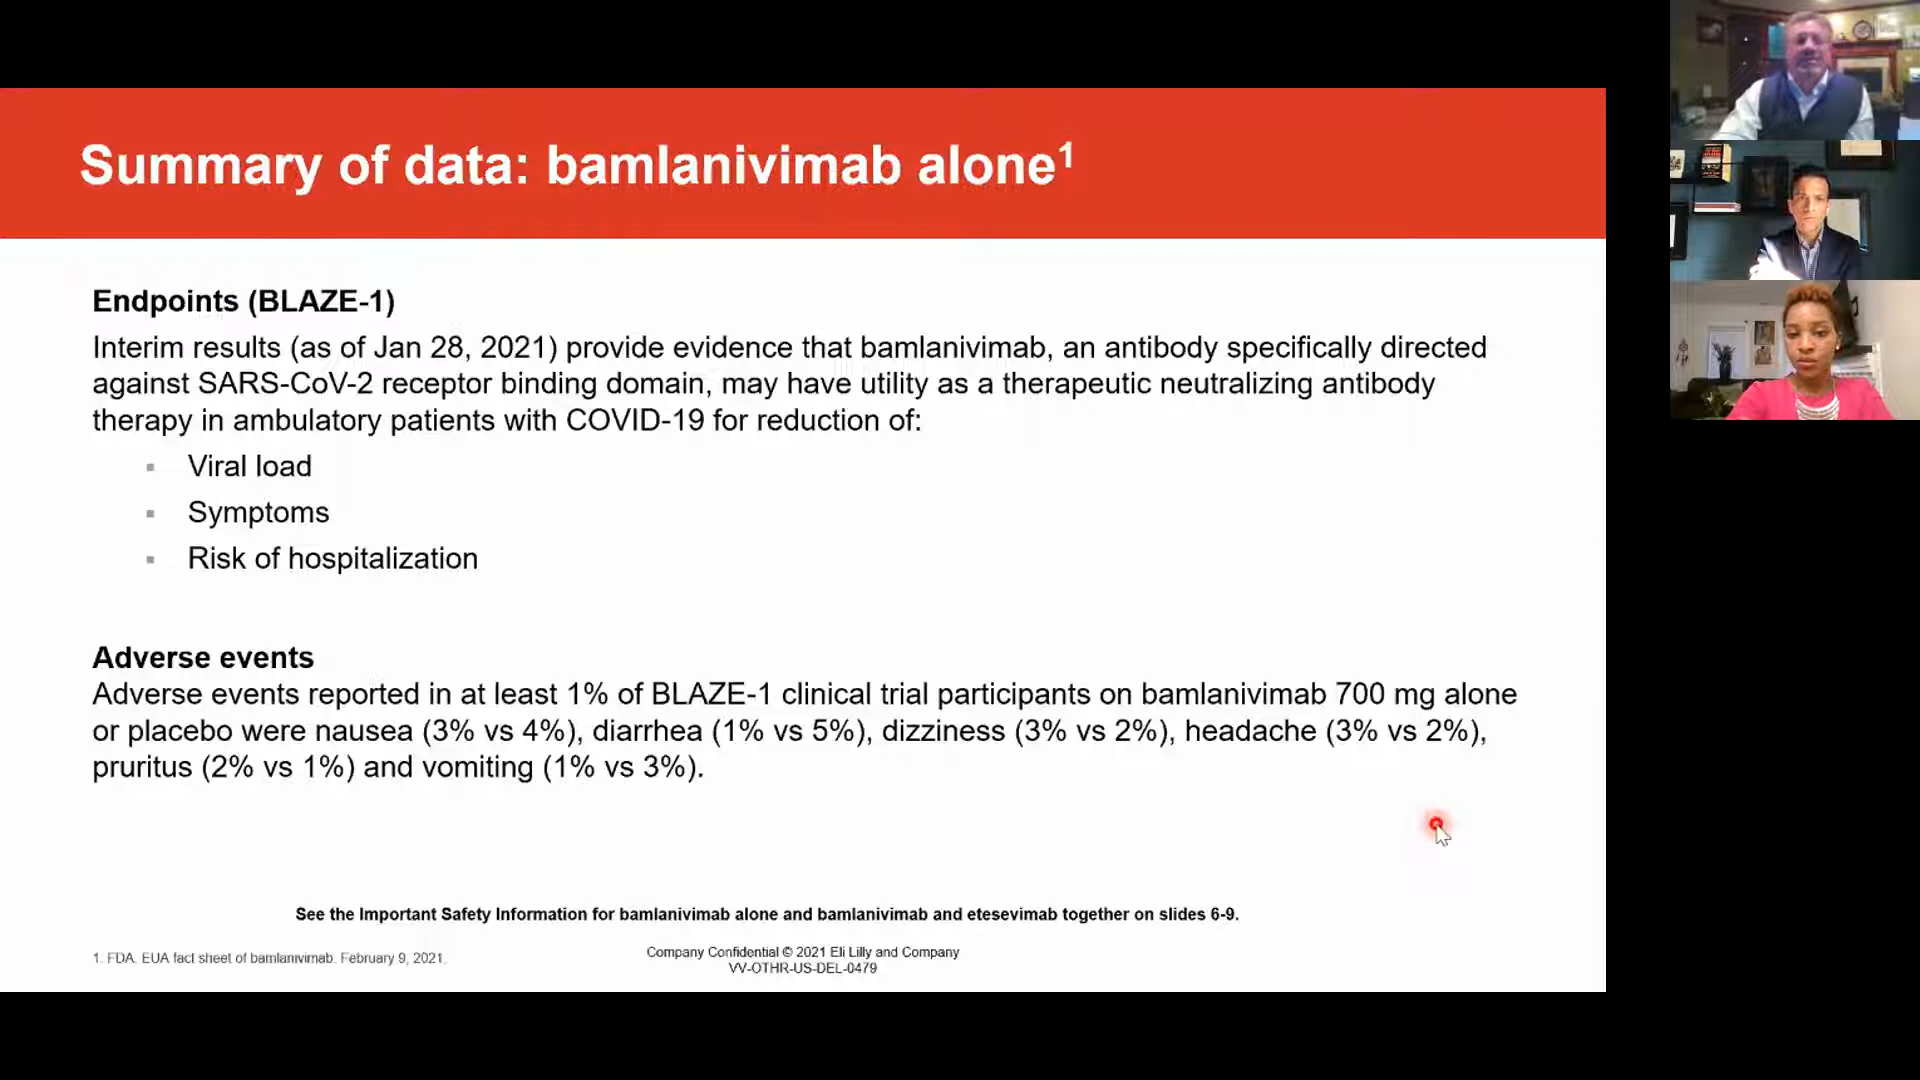 Summary of data: bamlanivimab alone1
Endpoints (BLAZE-1)
Interim results (as of Jan 28, 2021) provide evidence that bamlanivimab, an antibody specifically directed
against SARS-CoV-2 receptor binding domain, may have utility as a therapeutic neutralizing antibody
therapy in ambulatory patients with COVID-19 for reduction of:
▪ Viral load
▪ Symptoms
▪ Risk of hospitalization
Adverse events
Adverse events reported in at least 1% of BLAZE-1 clinical trial participants on bamlanivimab 700 mg alone
or placebo were nausea (3% vs 4%), diarrhea (1% vs 5%), dizziness (3% vs 2%), headache (3% vs 2%),
pruritus (2% vs 1%) and vomiting (1% vs 3%).
See the Important Safety Information for bamlanivimab alone and bamlanivimab and etesevimab together on slides 6-9.
1. FDA. EUA fact sheet of bamlanivimab. February 9, 2021.
Company Confidential © 2021 Eli Lilly and Company
VV-OTHR-US-DEL-0479